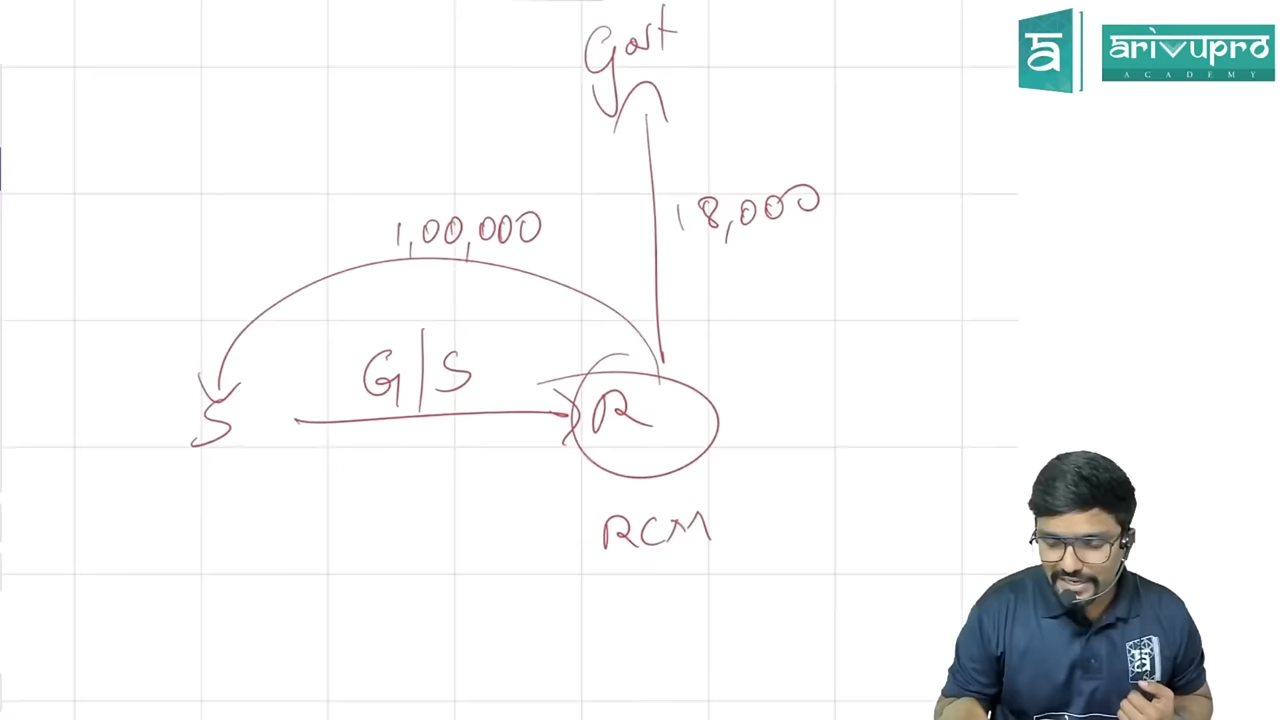 Govt
ā
arivupro
ACADEMY
18,000
1,00,000
G/S
S
R
RCM